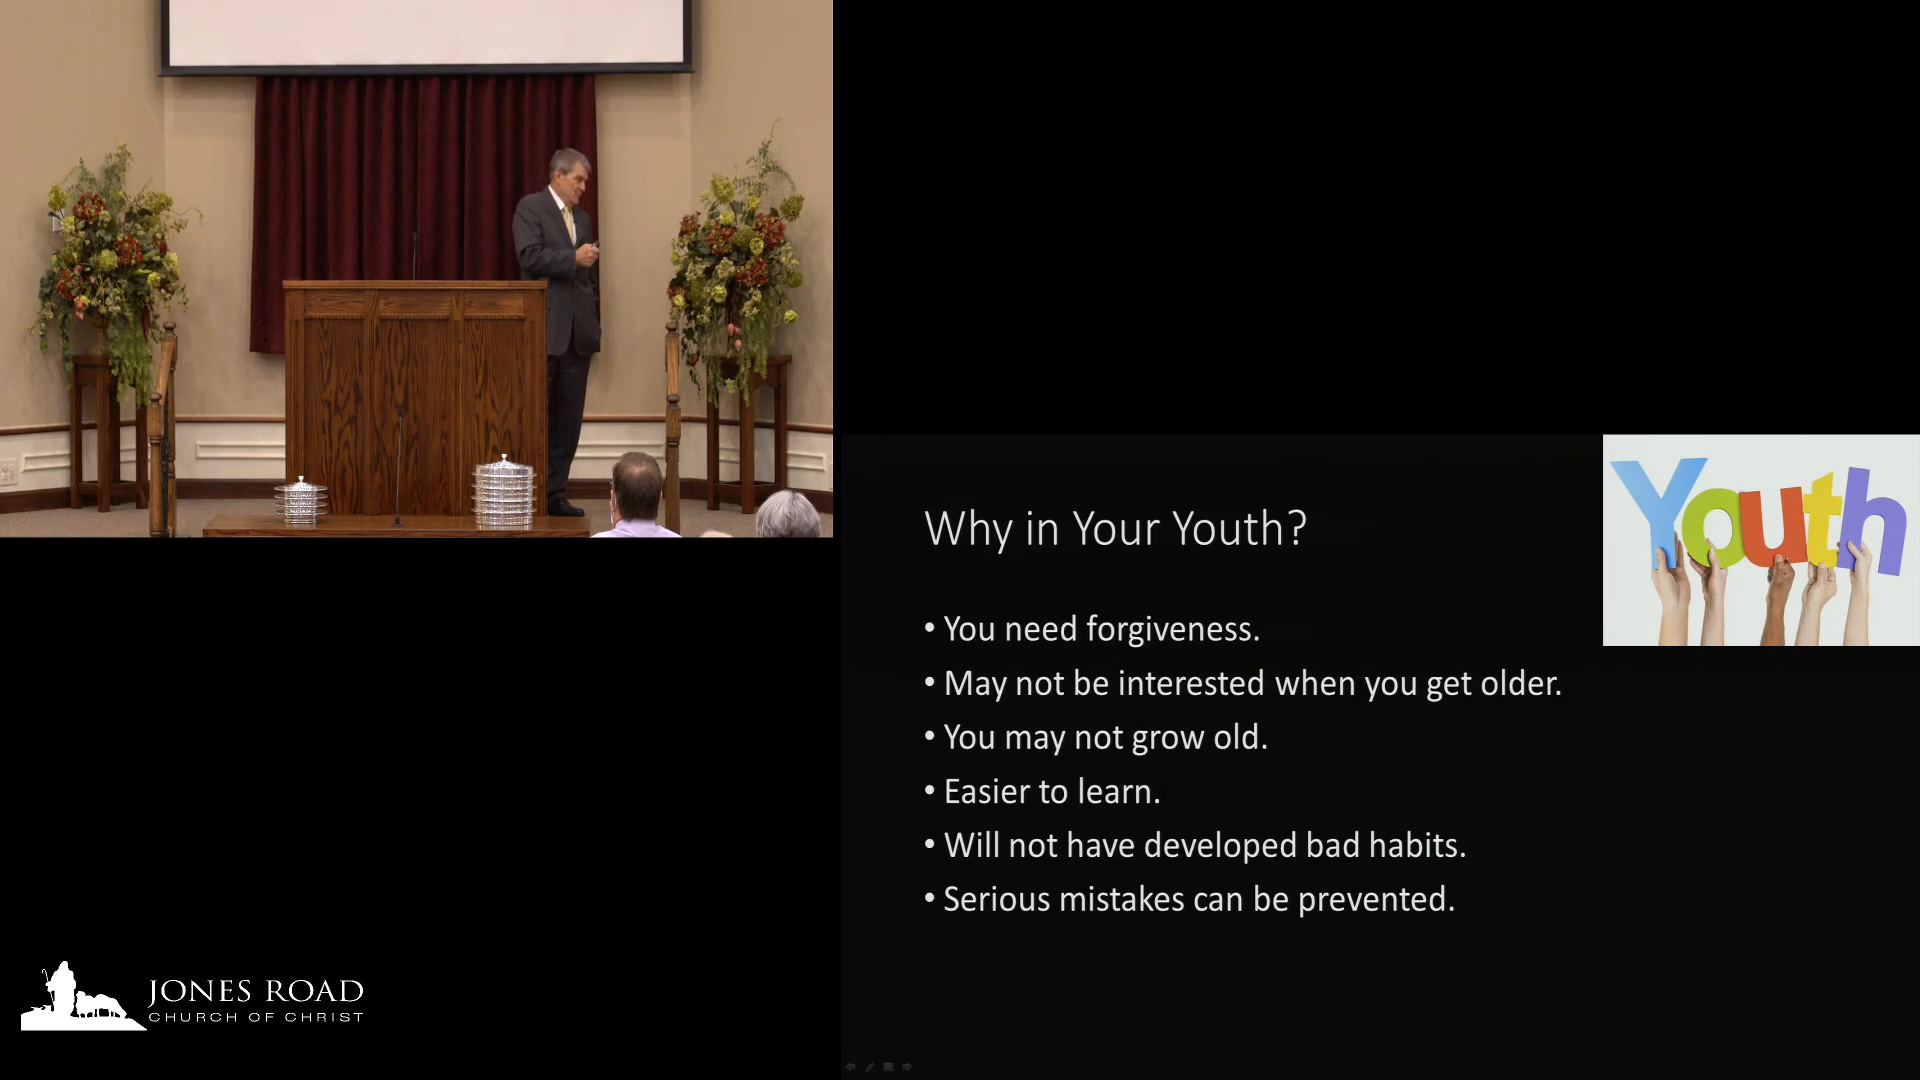 Why in Your Youth?
Youth
• You need forgiveness.
• May not be interested when you get older.
• You may not grow old.
• Easier to learn.
• Will not have developed bad habits.
• Serious mistakes can be prevented.
JONES ROAD
CHURCH OF CHRIST